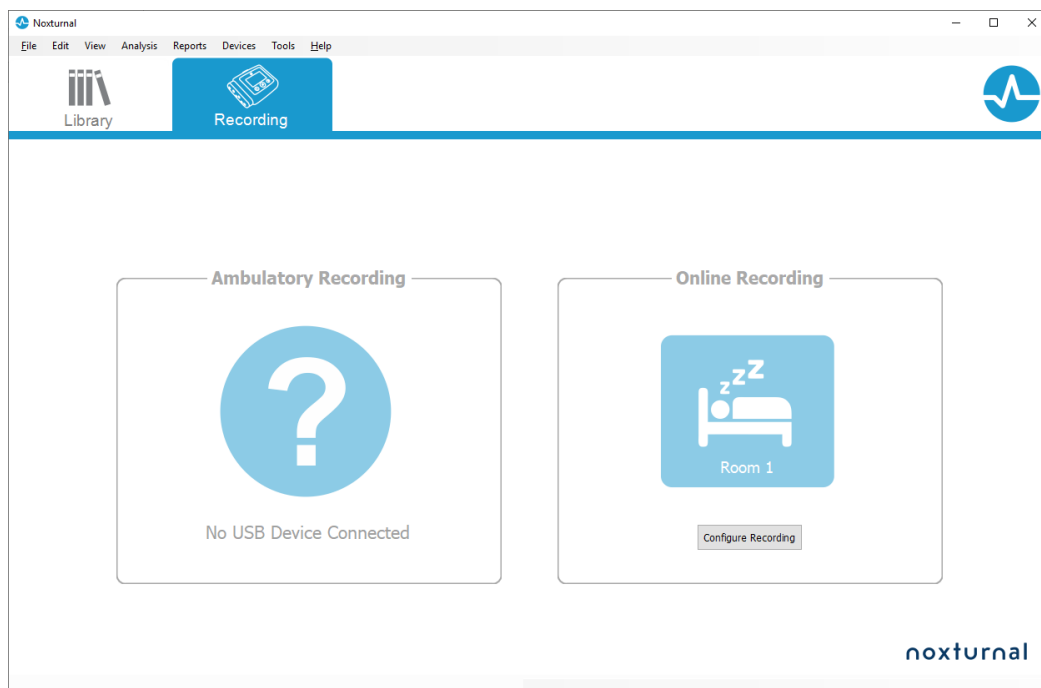 Noxturnal
File Edit View Analysis Reports Devices Tools Help
Library
Recording
Ambulatory Recording
No USB Device Connected
Online Recording
zzZ
Room 1
Configure Recording
noxturnal